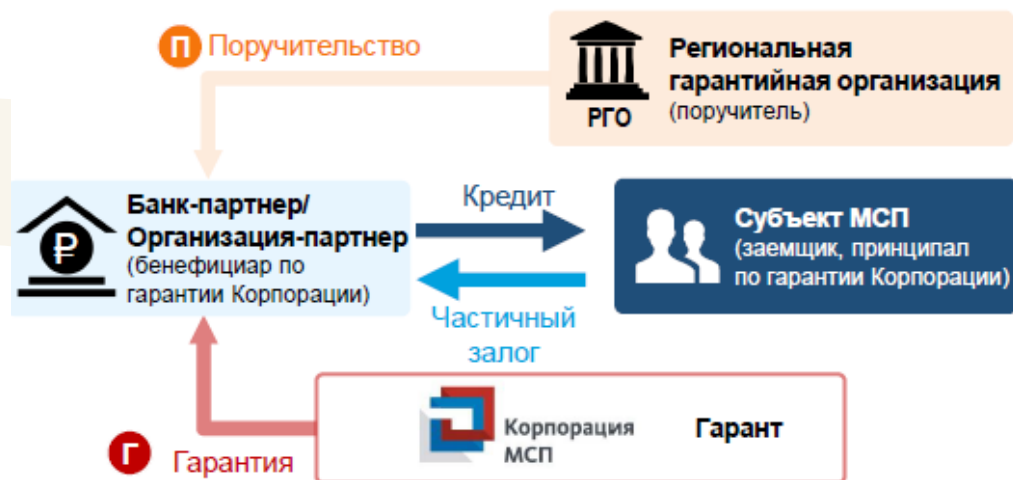 П Поручительство
Региональная
гарантийная организация
(поручитель)
РГО
Банк-партнер/
Организация-партнер
(бенефициар по
гарантии Корпорации)
₽
Кредит
Частичный
залог
Субъект МСП
(заемщик, принципал
по гарантии Корпорации)
Корпорация
МСП
Гарант
Г Гарантия